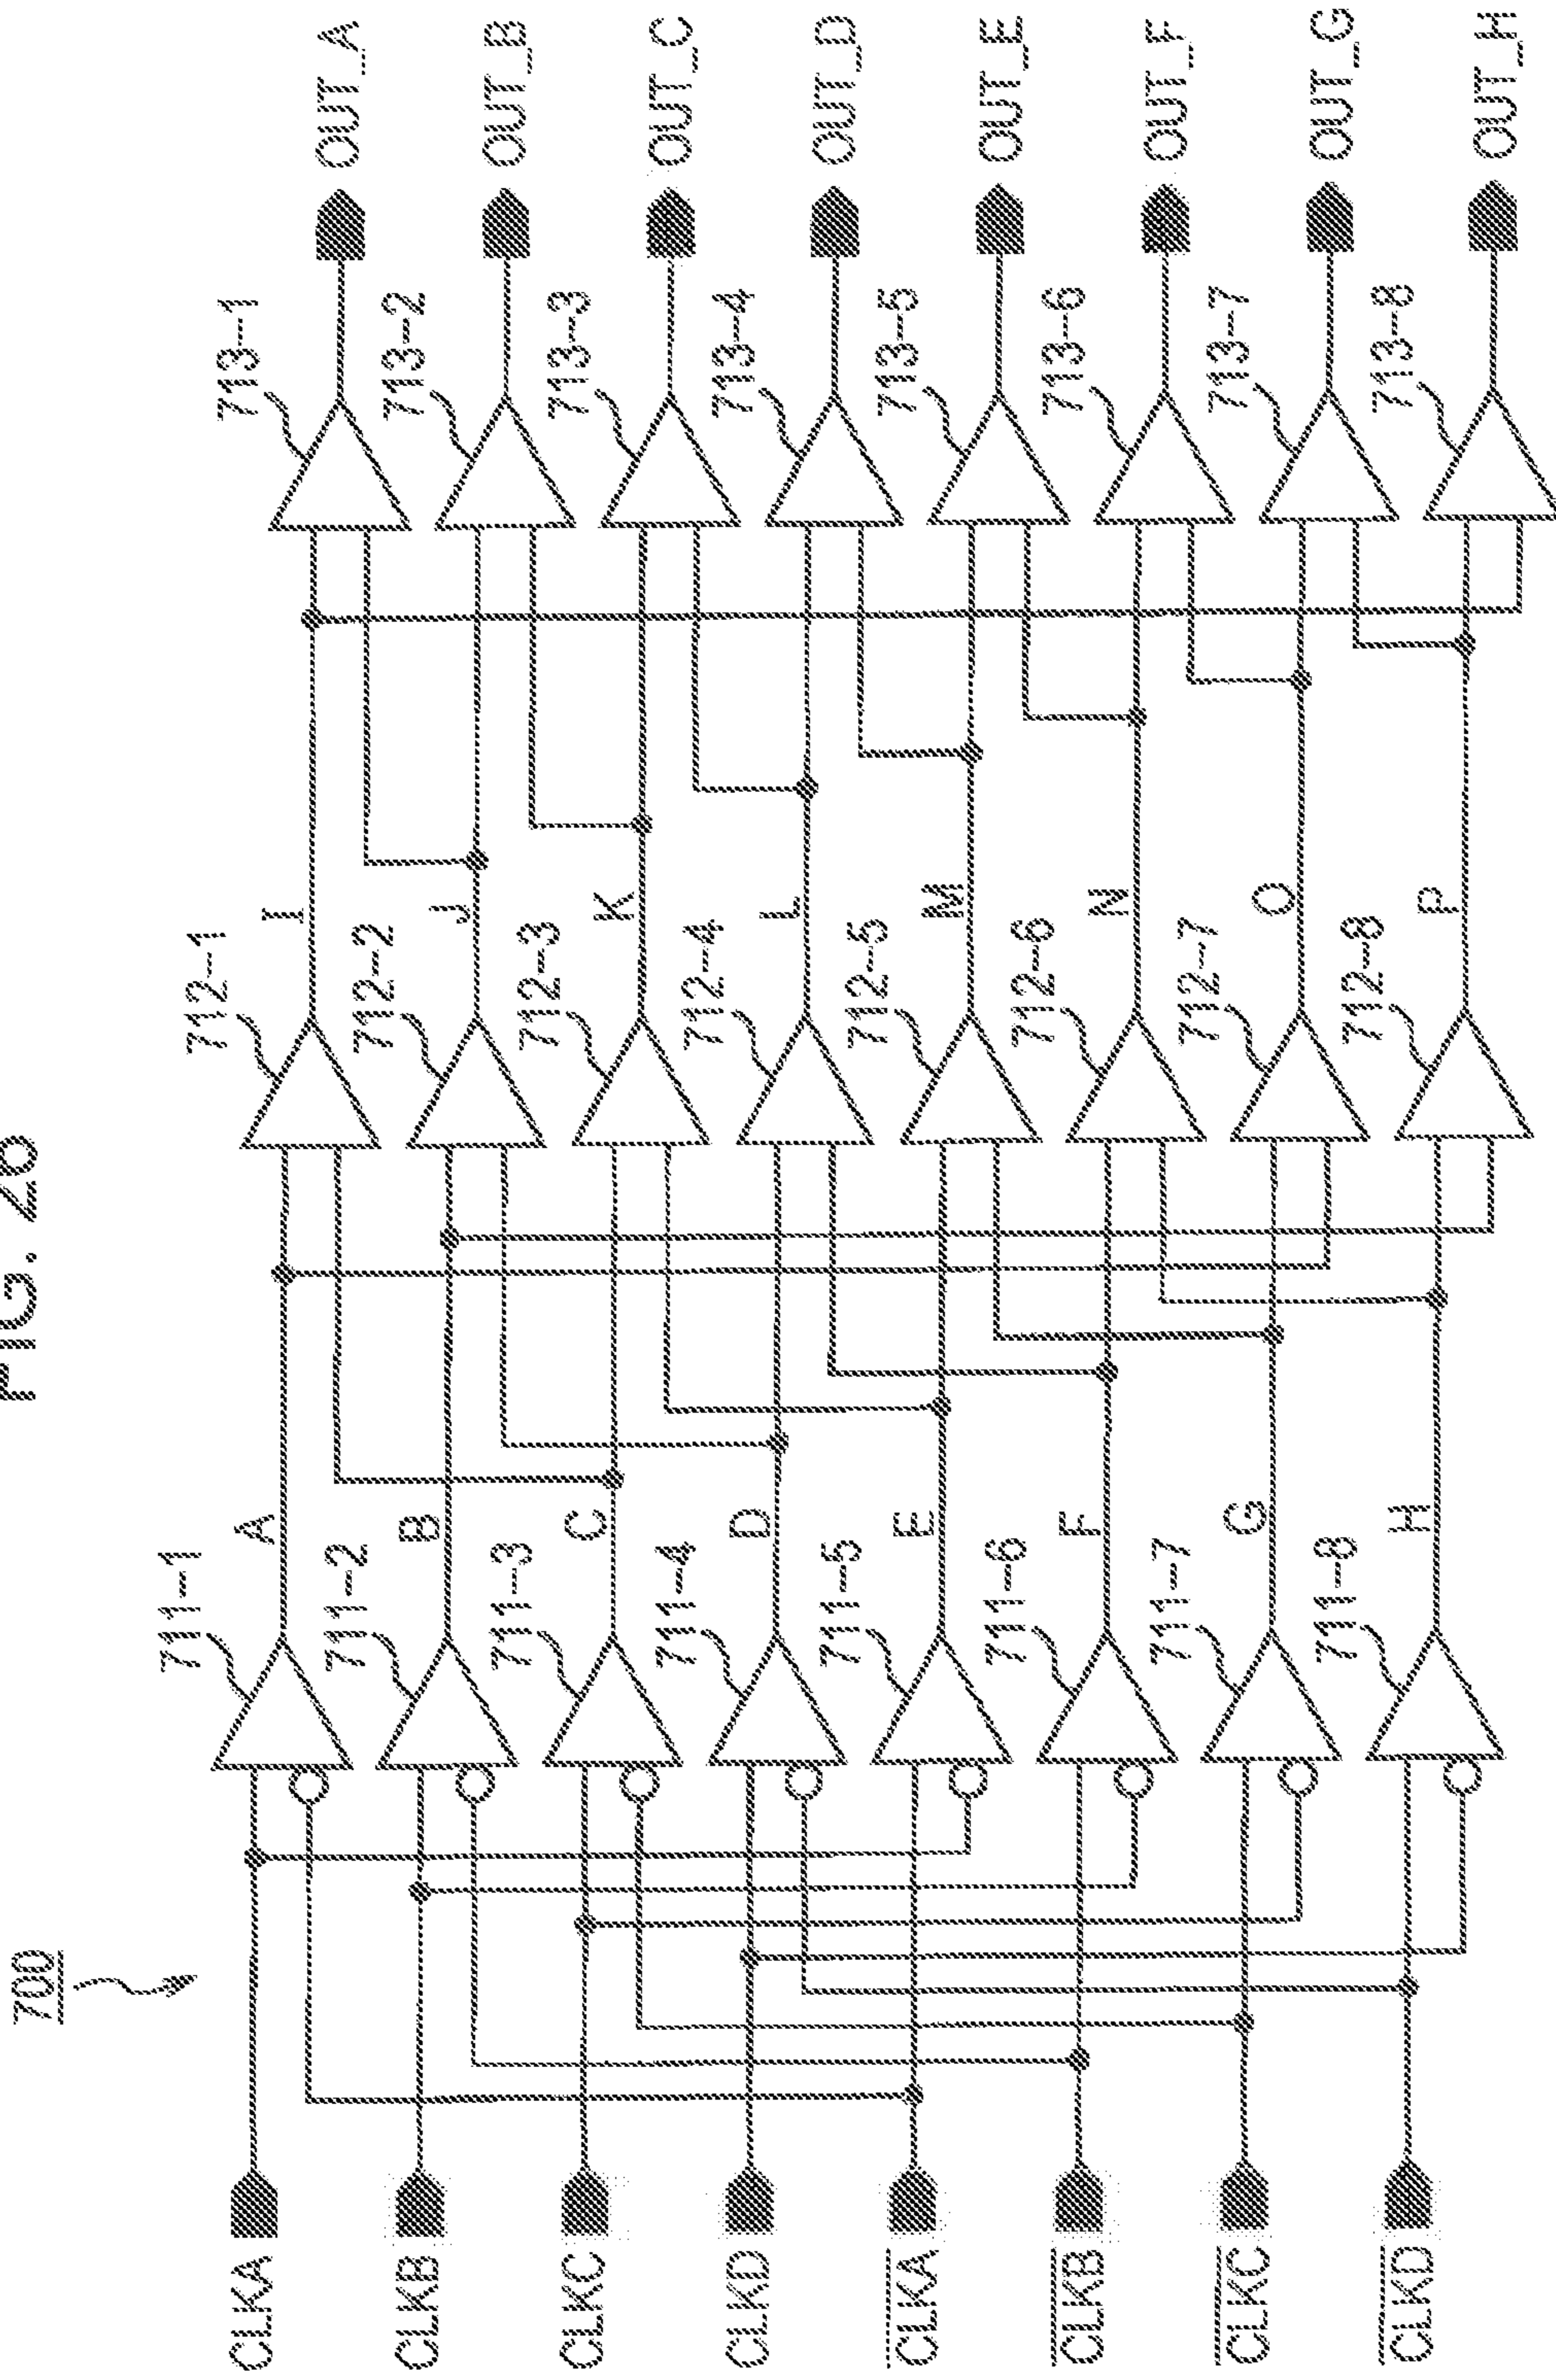 FIG. 26
700
CLKA
CLKB
CLKC
CLKD
CLKA
CLKB
CLKC
CLKD
711-1
711-2
711-3
711-4
711-5
711-6
711-7
711-8
A
B
C
D
E
F
G
H
712-1
712-2
712-3
712-4
712-5
712-6
712-7
712-8
I
J
K
L
M
N
O
P
713-1
713-2
713-3
713-4
713-5
713-6
713-7
713-8
OUT_A
OUT_B
OUT_C
OUT_D
OUT_E
OUT_F
OUT_G
OUT_H